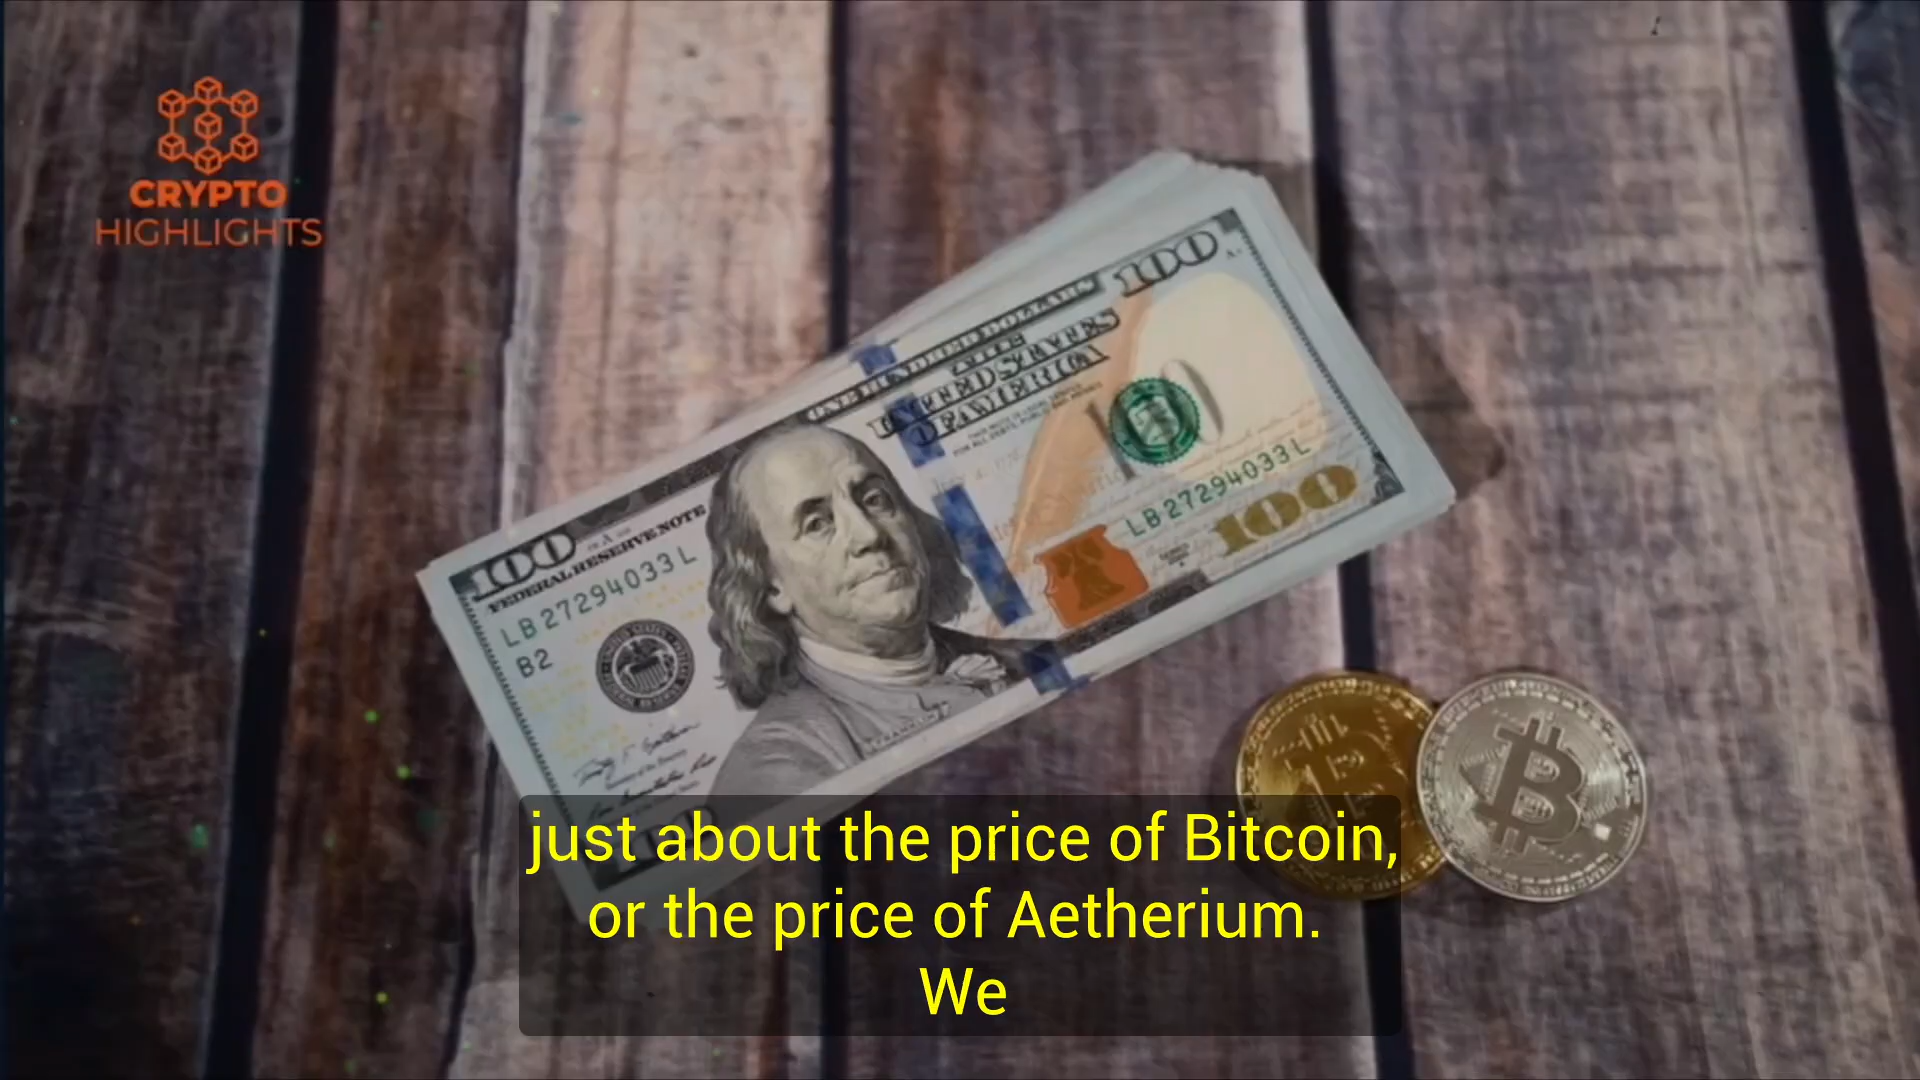 CRYPTO
HIGHLIGHTS
100
ONE HUNDRED DOLLARS
THE
UNITED STATES
OF AMERICA
100
FEDERAL RESERVE NOTE
LB 27294033 L
B2
LB 27294033 L
100
FRANKLIN
just about the price of Bitcoin,
or the price of Aetherium.
We